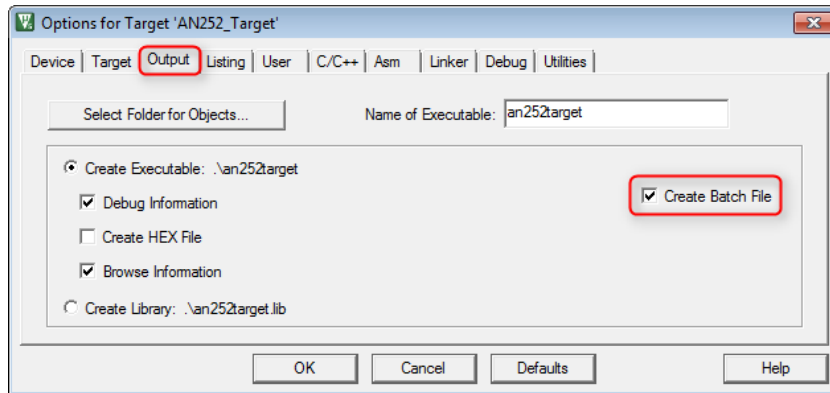 Options for Target 'AN252_Target'
Device Target Output Listing User C/C++ Asm Linker Debug Utilities
Select Folder for Objects... Name of Executable: an252target
Create Executable: .\an252target
Create Batch File
Debug Information
Create HEX File
Browse Information
Create Library: .\an252target.lib
OK Cancel Defaults Help